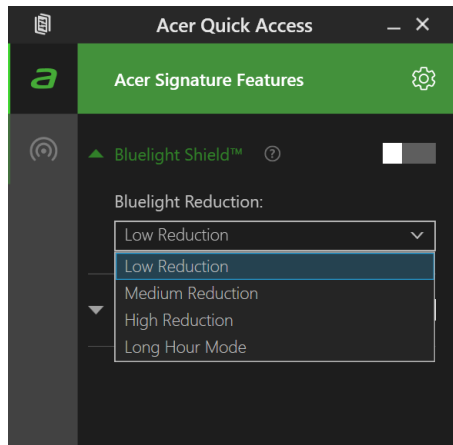 Acer Quick Access
a
Acer Signature Features
Bluelight Shield™ ?
Bluelight Reduction:
Low Reduction
Low Reduction
Medium Reduction
High Reduction
Long Hour Mode